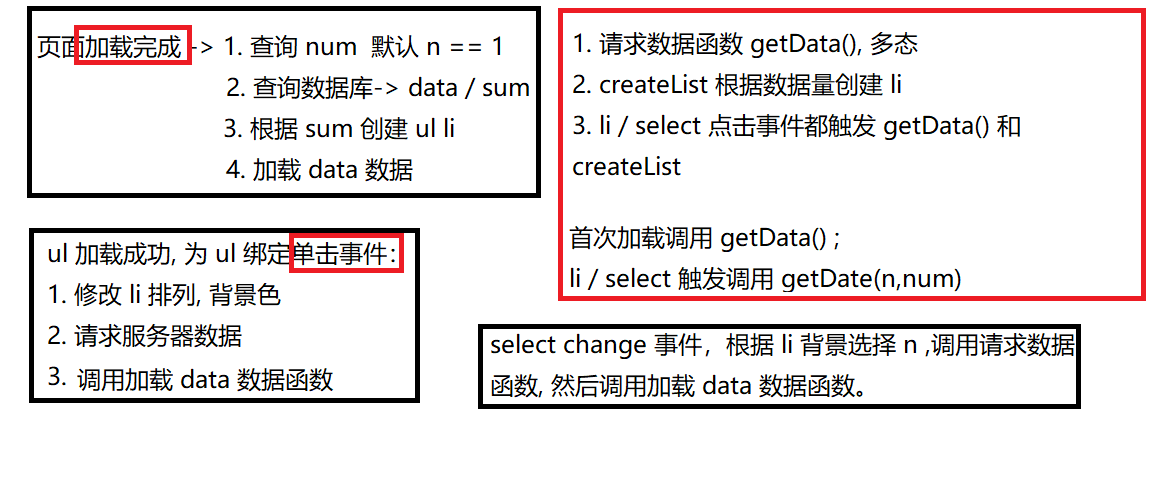 页面加载完成 -> 1. 查询 num 默认 n == 1
2. 查询数据库-> data / sum
3. 根据 sum 创建 ul li
4. 加载 data 数据
1. 请求数据函数 getData(), 多态
2. createList 根据数据量创建 li
3. li / select 点击事件都触发 getData() 和
createList
首次加载调用 getData() ;
li / select 触发调用 getDate(n,num)
ul 加载成功, 为 ul 绑定单击事件：
1. 修改 li 排列, 背景色
2. 请求服务器数据
3. 调用加载 data 数据函数
select change 事件，根据 li 背景选择 n ,调用请求数据
函数, 然后调用加载 data 数据函数。